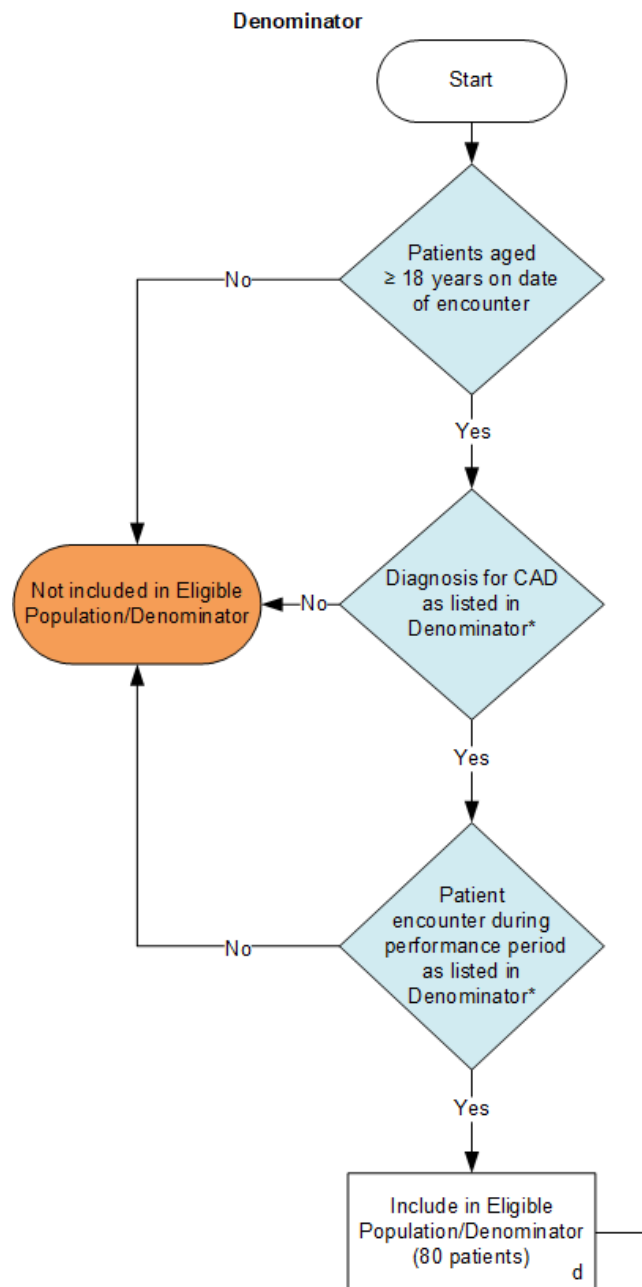 Denominator
Start
Patients aged
≥ 18 years on date
of encounter
No
Yes
Diagnosis for CAD
as listed in
Denominator*
Not included in Eligible
Population/Denominator
No
Yes
Patient
encounter during
performance period
as listed in
Denominator*
No
Yes
Include in Eligible
Population/Denominator
(80 patients)
d